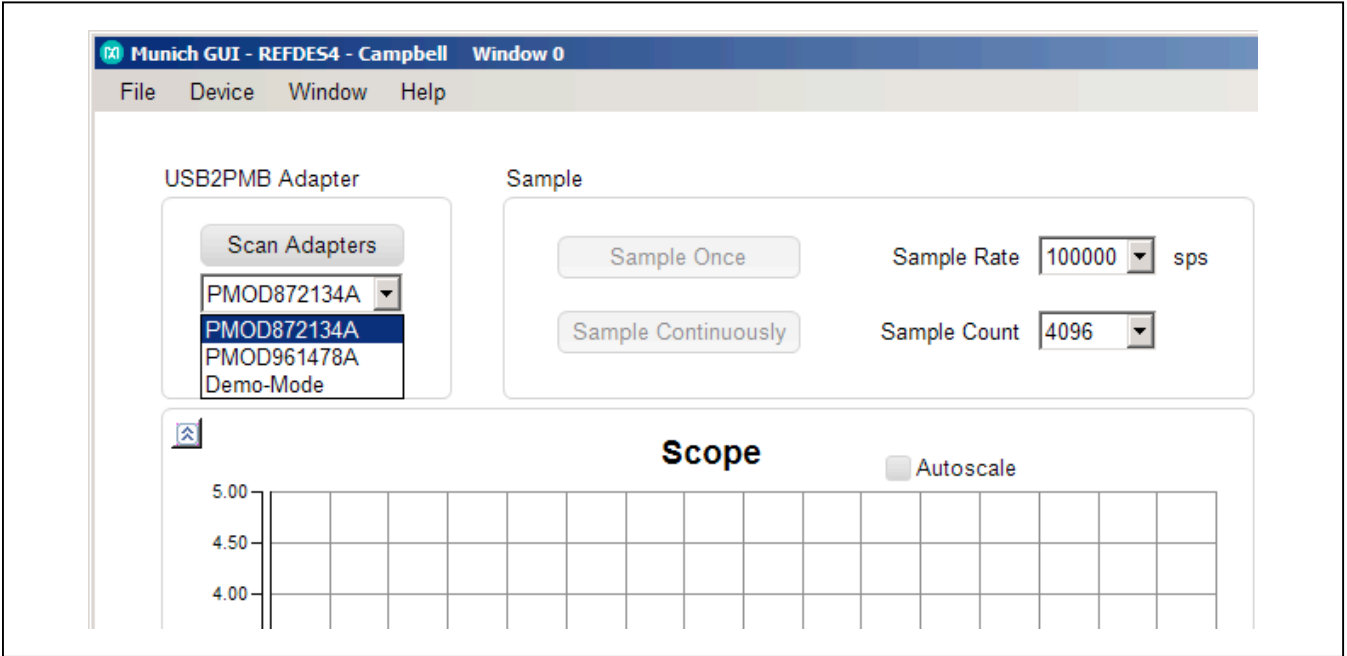 Munich GUI - REFDES4 - Campbell Window 0
File Device Window Help
USB2PMB Adapter
Scan Adapters
PMOD872134A
PMOD872134A
PMOD961478A
Demo-Mode
Sample
Sample Once
Sample Rate 100000 sps
Sample Continuously
Sample Count 4096
Scope
Autoscale
5.00
4.50
4.00